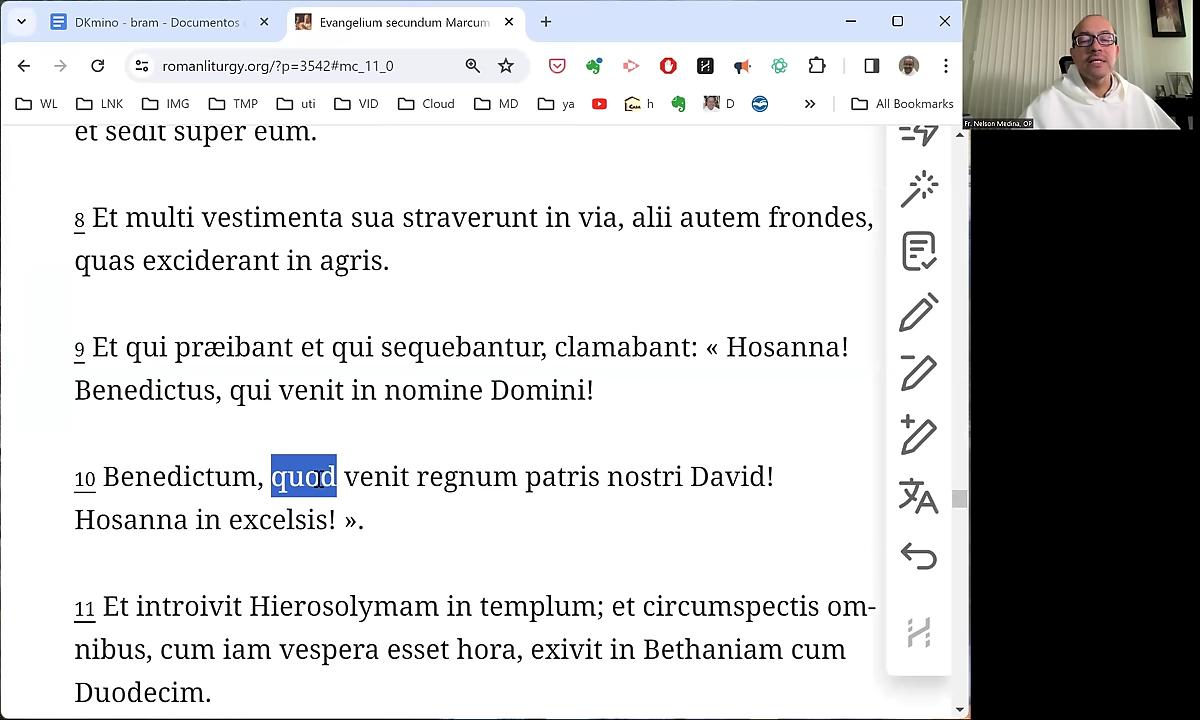 DKmino - bram - Documentos
Evangelium secundum Marcum
romanliturgy.org/?p=3542#mc_11_0
WL LNK IMG TMP uti VID Cloud MD ya h D » All Bookmarks
Fr. Nelson Medina, OP
et sedit super eum.
8 Et multi vestimenta sua straverunt in via, alii autem frondes,
quas exciderant in agris.
9 Et qui præibant et qui sequebantur, clamabant: « Hosanna!
Benedictus, qui venit in nomine Domini!
10 Benedictum, quod venit regnum patris nostri David!
Hosanna in excelsis! ».
11 Et introivit Hierosolymam in templum; et circumspectis om-
nibus, cum iam vespera esset hora, exivit in Bethaniam cum
Duodecim.